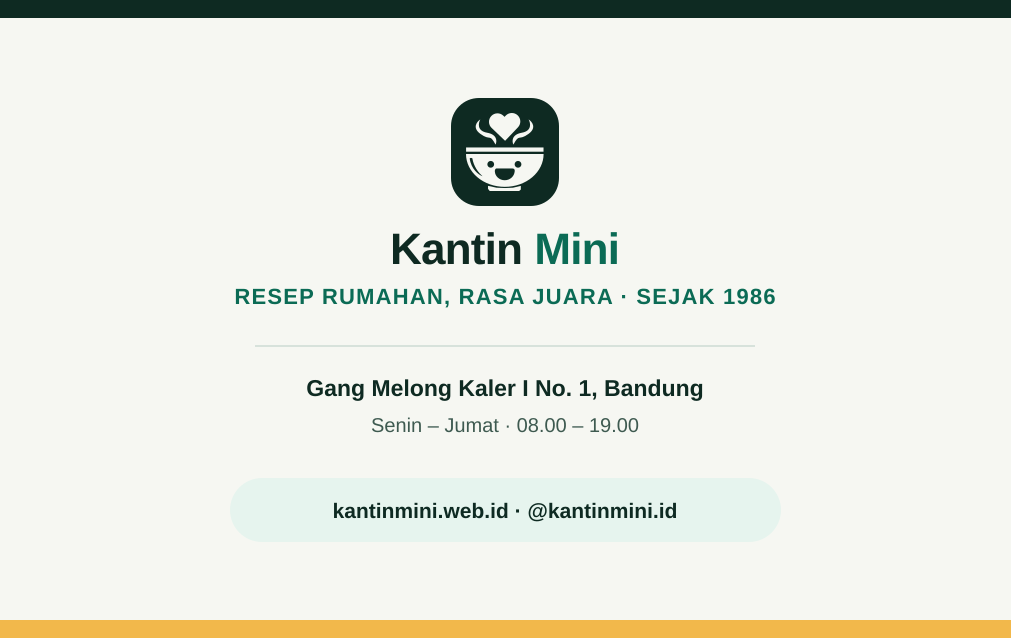 Kantin Mini
RESEP RUMAHAN, RASA JUARA · SEJAK 1986
Gang Melong Kaler I No. 1, Bandung
Senin – Jumat · 08.00 – 19.00
kantinmini.web.id · @kantinmini.id